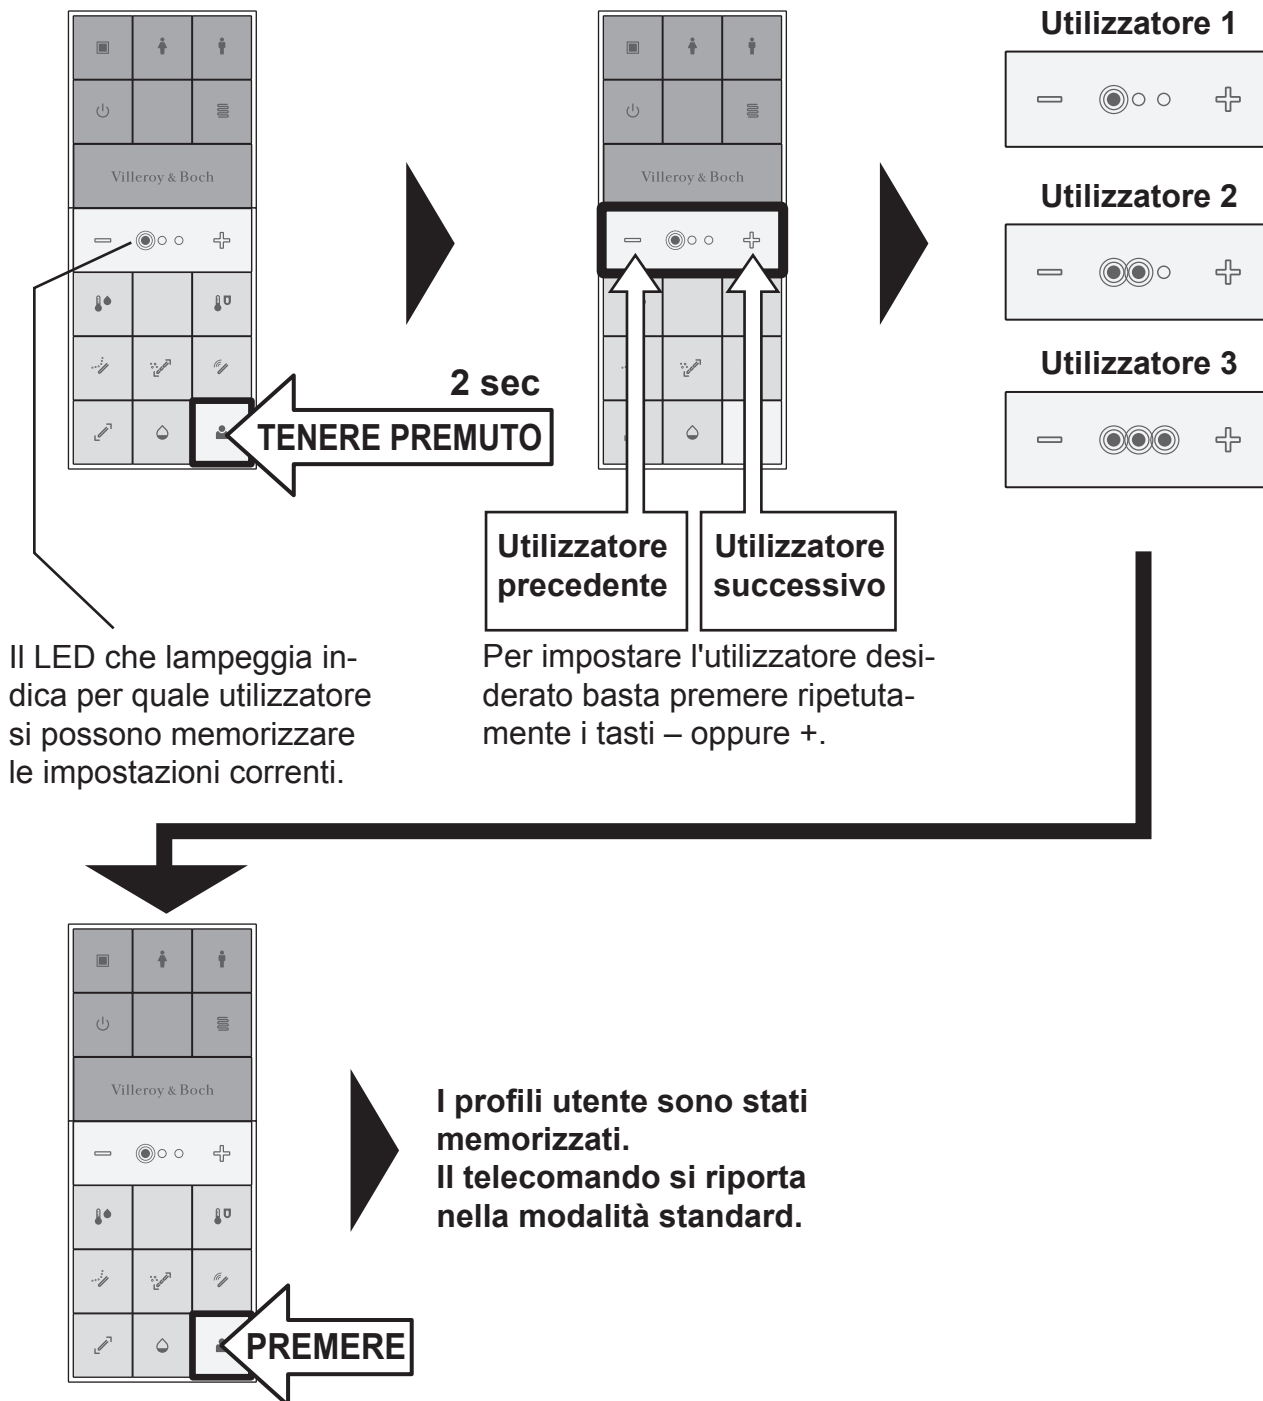 Utilizzatore 1
Villeroy & Boch
Villeroy & Boch
Utilizzatore 2
Utilizzatore 3
2 sec
TENERE PREMUTO
Utilizzatore
precedente
Utilizzatore
successivo
Il LED che lampeggia in-
dica per quale utilizzatore
si possono memorizzare
le impostazioni correnti.
Per impostare l'utilizzatore desi-
derato basta premere ripetuta-
mente i tasti – oppure +.
Villeroy & Boch
I profili utente sono stati
memorizzati.
Il telecomando si riporta
nella modalità standard.
PREMERE